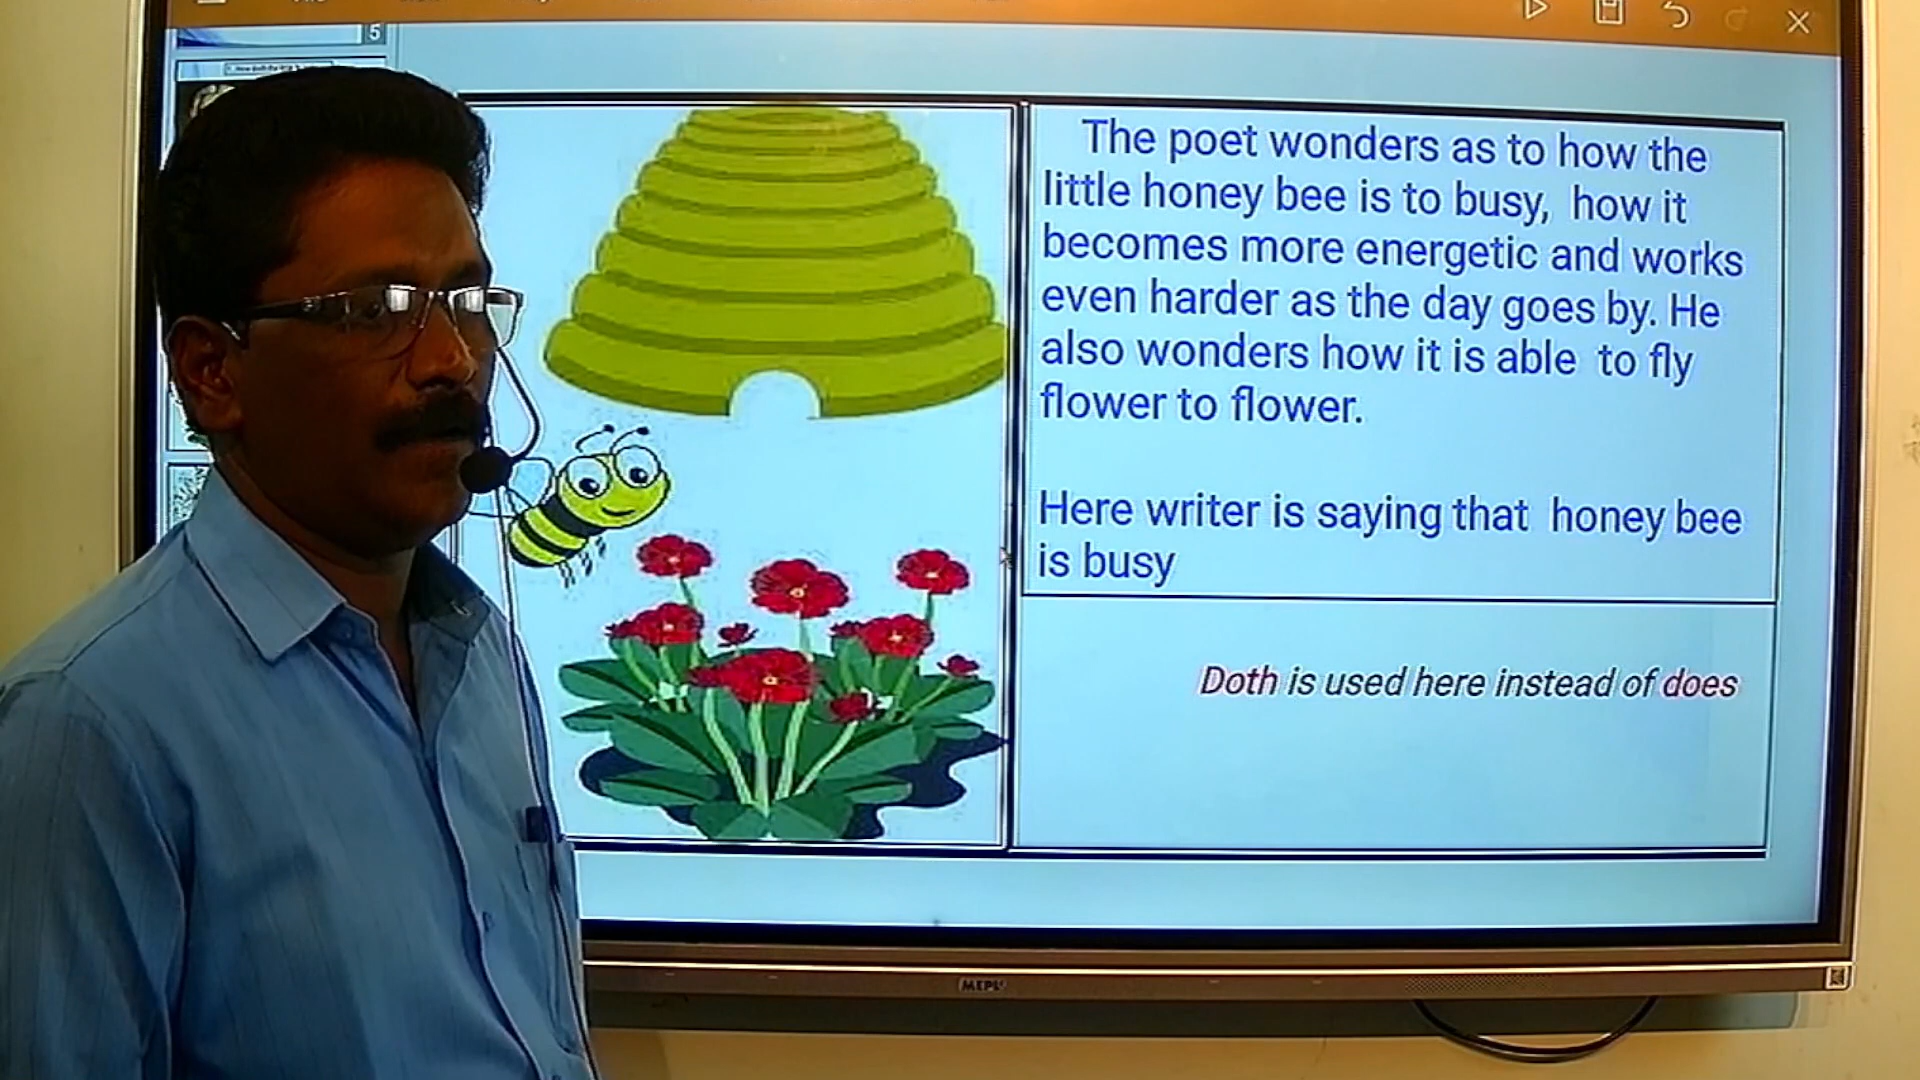 5
The poet wonders as to how the
little honey bee is to busy, how it
becomes more energetic and works
even harder as the day goes by. He
also wonders how it is able to fly
flower to flower.
Here writer is saying that honey bee
is busy
Doth is used here instead of does
MEPL